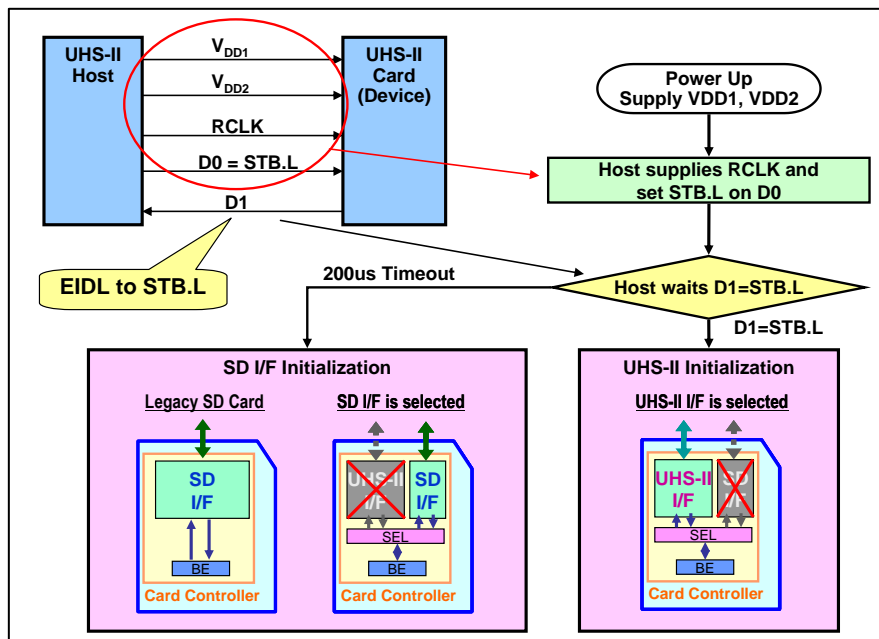 UHS-II
Host
VDD1
VDD2
RCLK
D0 = STB.L
D1
UHS-II
Card
(Device)
EIDL to STB.L
Power Up
Supply VDD1, VDD2
Host supplies RCLK and
set STB.L on D0
Host waits D1=STB.L
200us Timeout
D1=STB.L
SD I/F Initialization
Legacy SD Card
SD I/F is selected
SD
I/F
BE
Card Controller
UHS-II
I/F
SD
I/F
SEL
BE
Card Controller
UHS-II Initialization
UHS-II I/F is selected
UHS-II
I/F
SD
I/F
SEL
BE
Card Controller